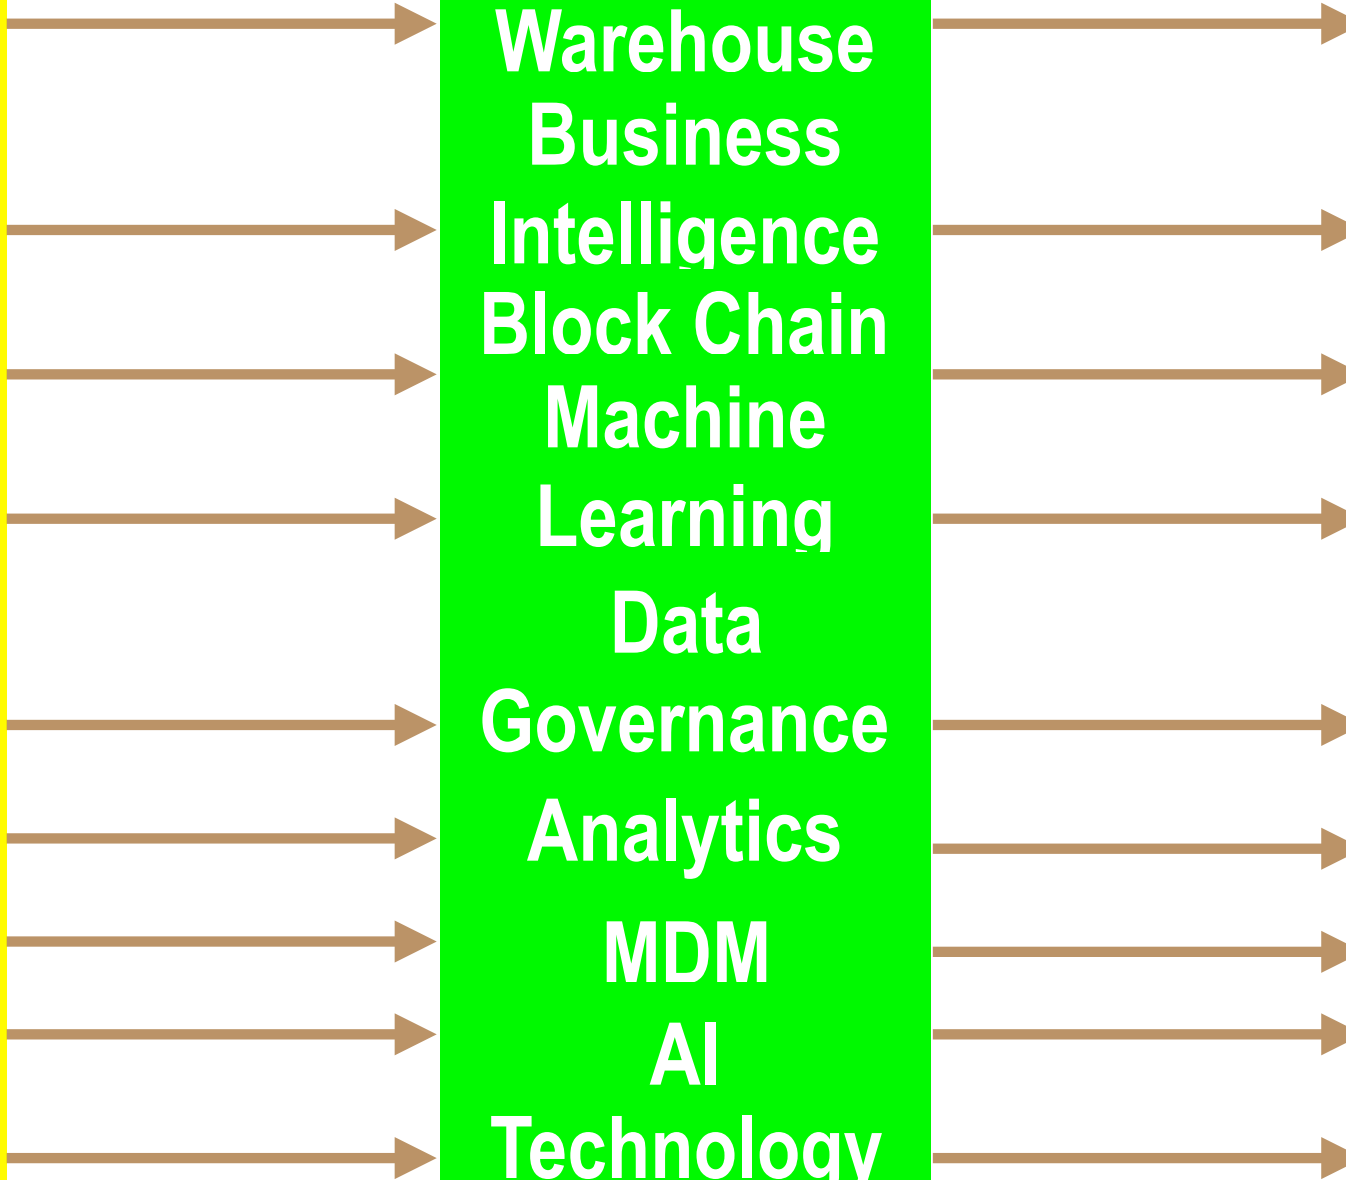 Warehouse
Business
Intelligence
Block Chain
Machine
Learning
Data
Governance
Analytics
MDM
AI
Technology